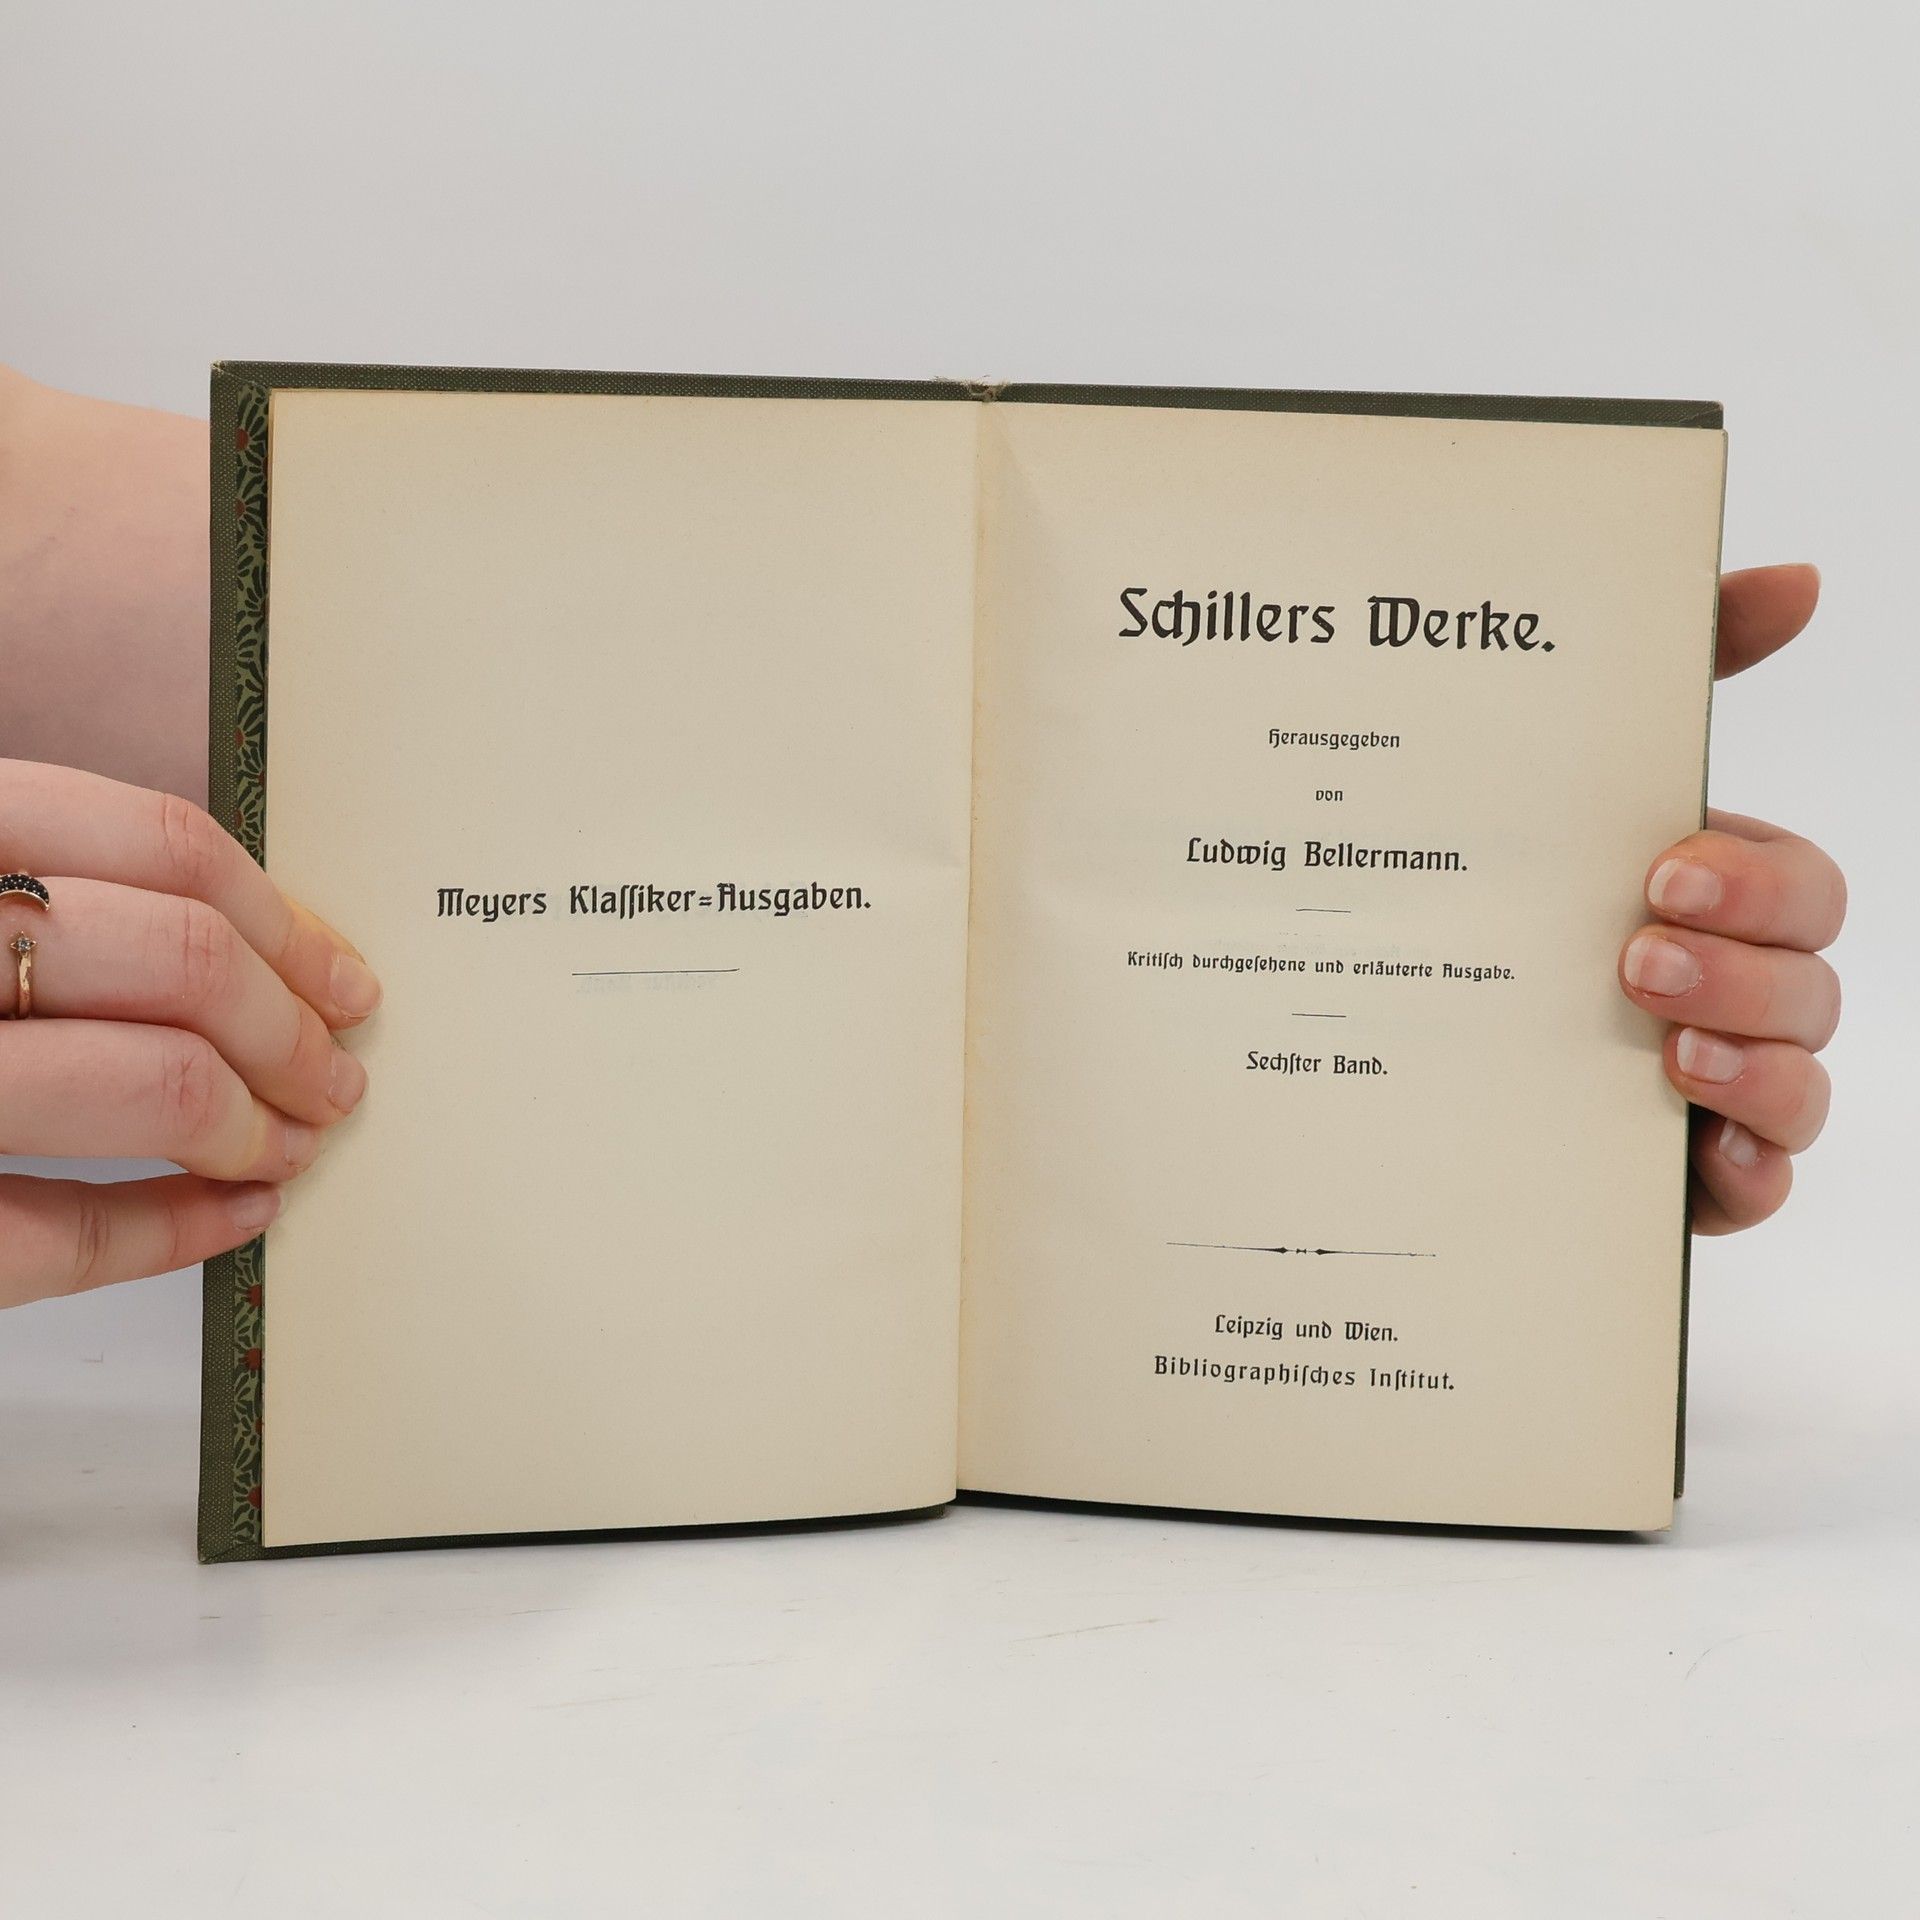 Meyers Klaſſiker=Ausgaben.
Schillers Werke.
Herausgegeben
von
Ludwig Bellermann.
Kritiſch durchgeſehene und erläuterte Ausgabe.
Sechſter Band.
Leipzig und Wien.
Bibliographiſches Inſtitut.